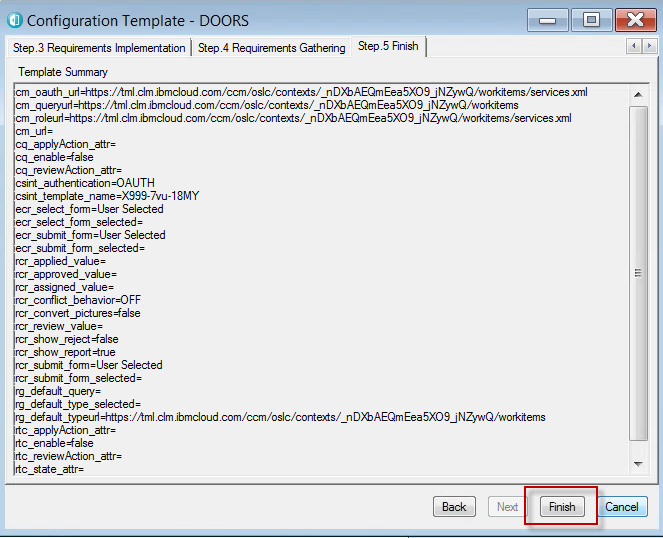 Configuration Template - DOORS
Step.3 Requirements Implementation Step.4 Requirements Gathering Step.5 Finish
Template Summary
cm_oauth_url=https://tml.clm.ibmcloud.com/ccm/oslc/contexts/_nDXbAEQmEea5XO9_jNZywQ/workitems/services.xml
cm_queryurl=https://tml.clm.ibmcloud.com/ccm/oslc/contexts/_nDXbAEQmEea5XO9_jNZywQ/workitems
cm_roleurl=https://tml.clm.ibmcloud.com/ccm/oslc/contexts/_nDXbAEQmEea5XO9_jNZywQ/workitems/services.xml
cm_url=
cq_applyAction_attr=
cq_enable=false
cq_reviewAction_attr=
csint_authentication=OAUTH
csint_template_name=X999-7vu-18MY
ecr_select_form=User Selected
ecr_select_form_selected=
ecr_submit_form=User Selected
ecr_submit_form_selected=
rcr_applied_value=
rcr_approved_value=
rcr_assigned_value=
rcr_conflict_behavior=OFF
rcr_convert_pictures=false
rcr_review_value=
rcr_show_reject=false
rcr_show_report=true
rcr_submit_form=User Selected
rcr_submit_form_selected=
rg_default_query=
rg_default_type_selected=
rg_default_typeurl=https://tml.clm.ibmcloud.com/ccm/oslc/contexts/_nDXbAEQmEea5XO9_jNZywQ/workitems
rtc_applyAction_attr=
rtc_enable=false
rtc_reviewAction_attr=
rtc_state_attr=
Back Next Finish Cancel